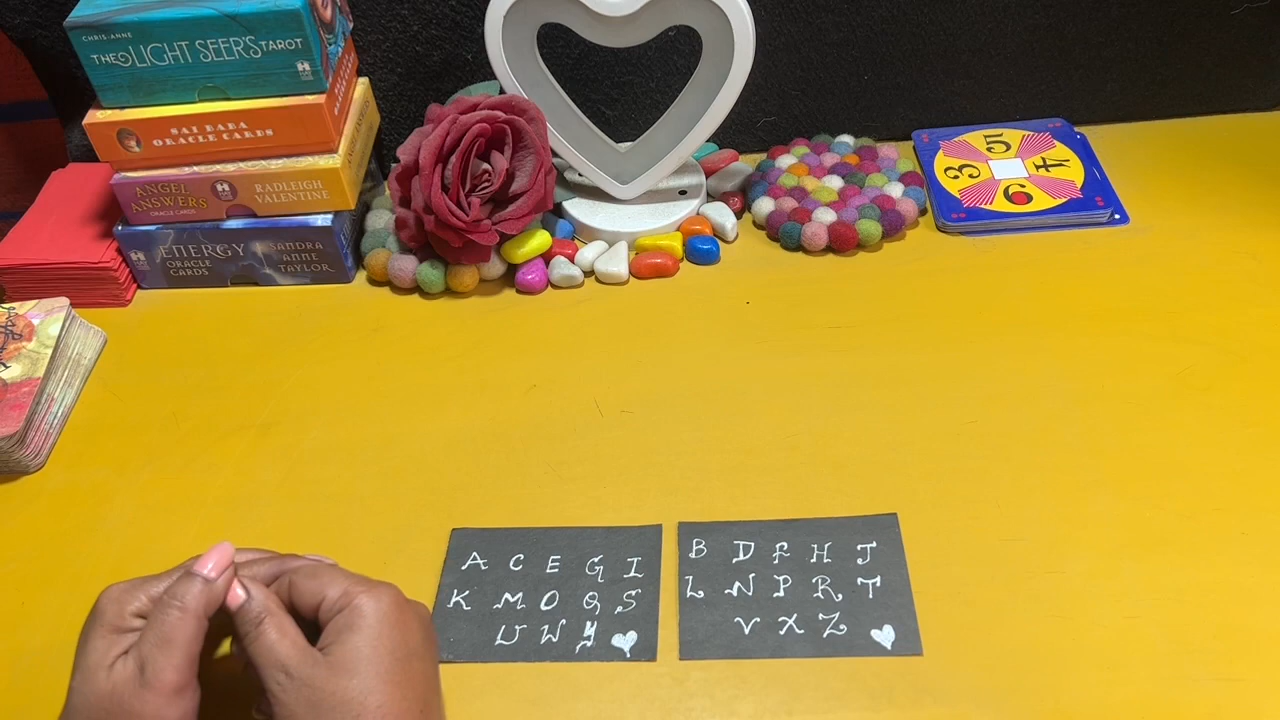 CHRIS-ANNE
THE LIGHT SEER'S TAROT
SAI BABA
ORACLE CARDS
ANGEL
ANSWERS
ORACLE CARDS
RADLEIGH
VALENTINE
ENERGY
ORACLE
CARDS
SANDRA
ANNE
TAYLOR
3 5 4 6
A C E G I
K M O Q S
U W Y
B D F H J
L N P R T
V X Z